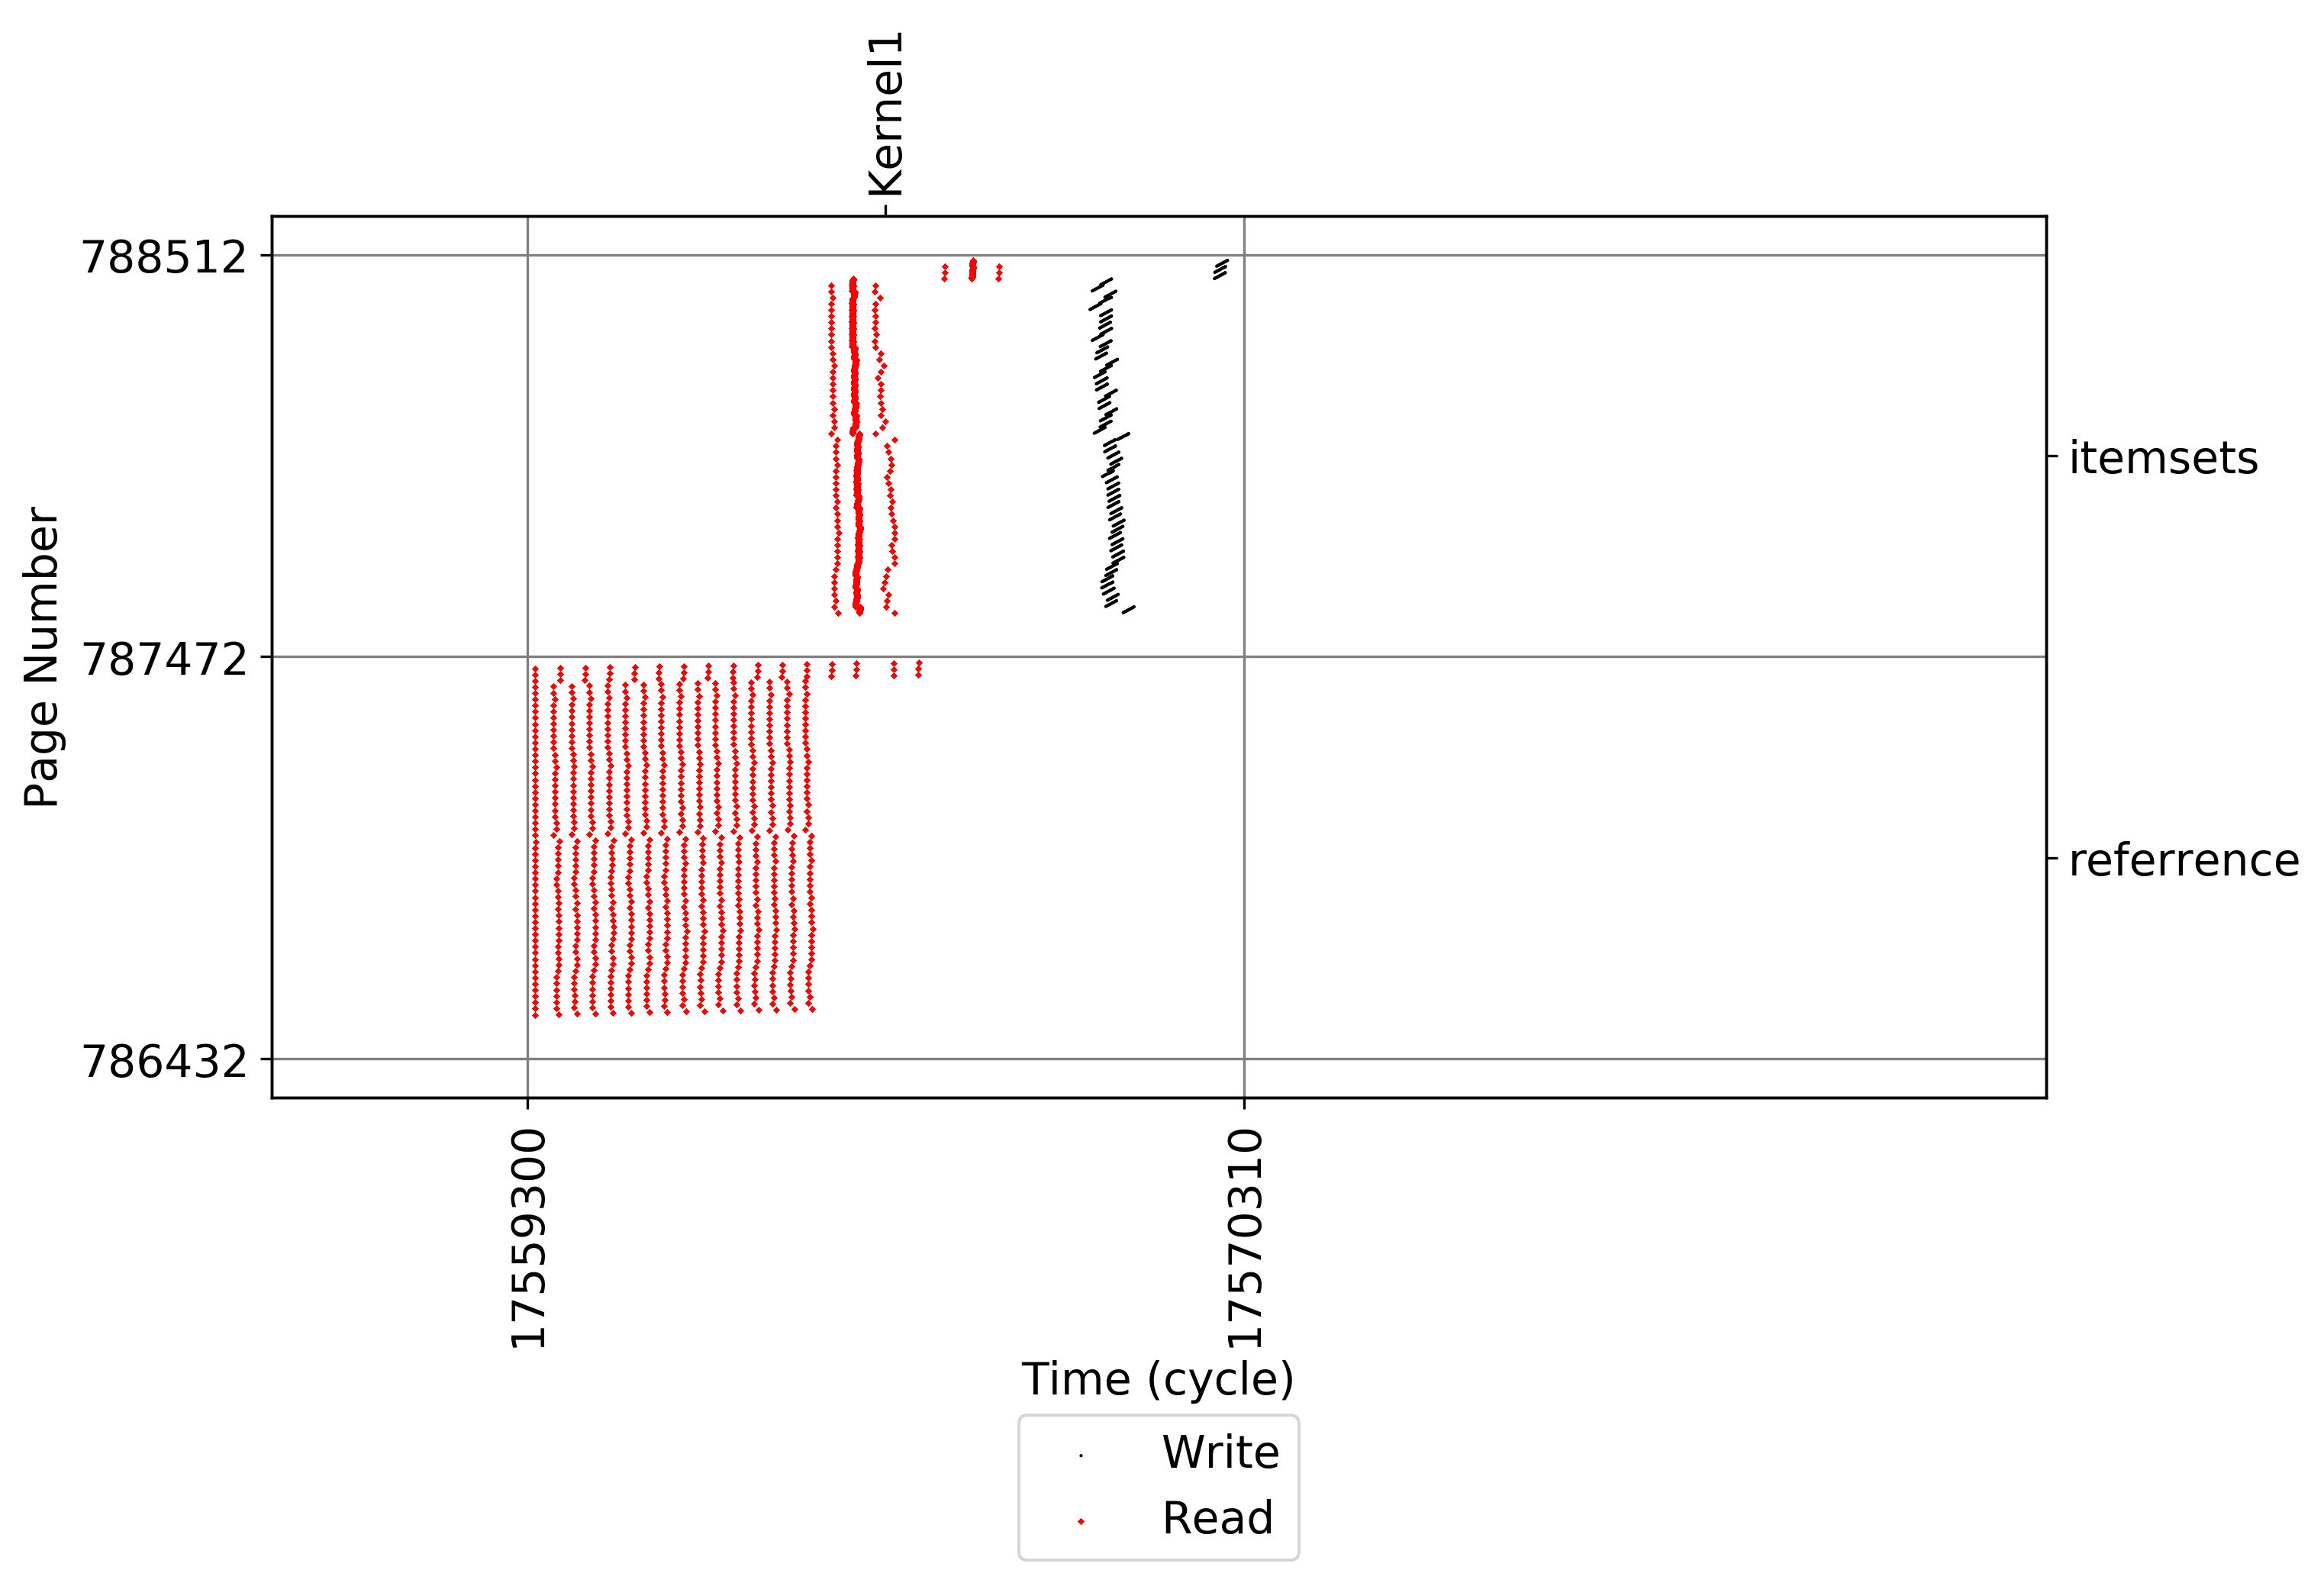 Kernel1
788512
787472
786432
Page Number
itemsets
referrence
17559300
17570310
Time (cycle)
Write
Read